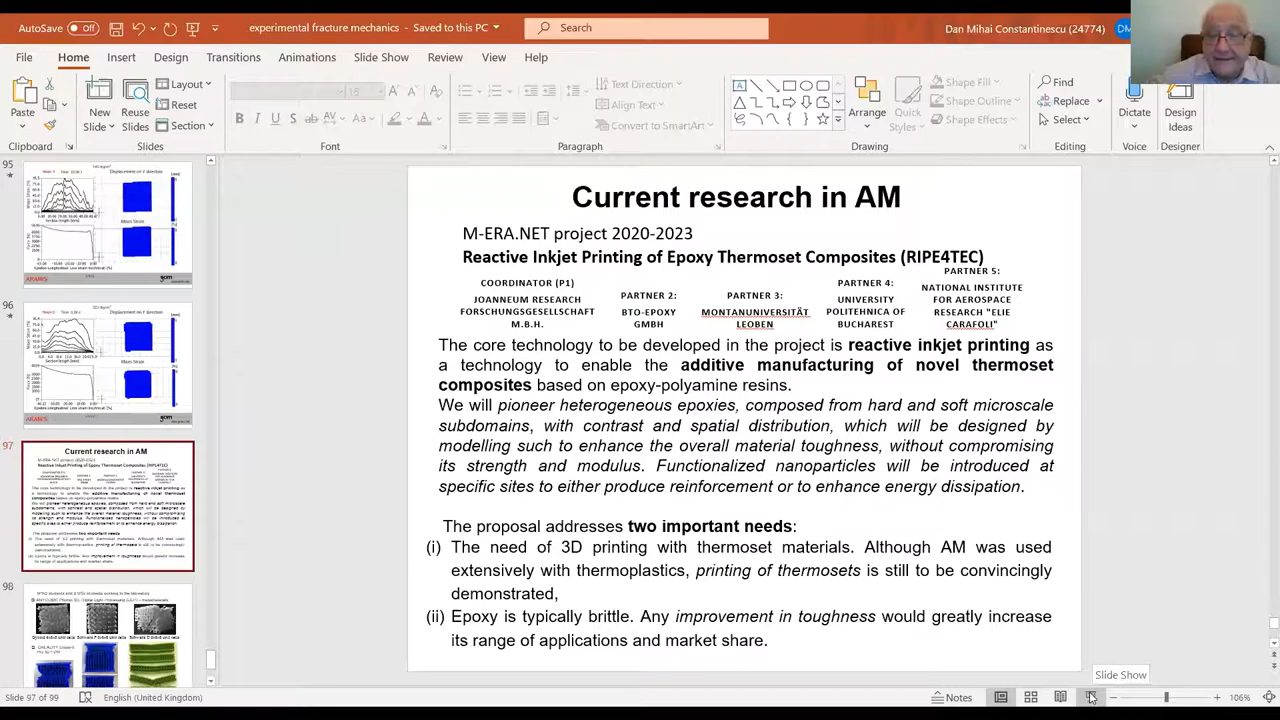 AutoSave Off experimental fracture mechanics - Saved to this PC Search Dan Mihai Constantinescu (24774) DM
File Home Insert Design Transitions Animations Slide Show Review View Help
Paste New Slide Reuse Slides Layout Reset Section
18
Text Direction Align Text Convert to SmartArt
Arrange Quick Styles Shape Fill Shape Outline Shape Effects
Find Replace Select Dictate Design Ideas
Clipboard Slides Font Paragraph Drawing Editing Voice Designer
95
Displacement on Y direction
96
97
98
Current research in AM
M-ERA.NET project 2020-2023
Reactive Inkjet Printing of Epoxy Thermoset Composites (RIPE4TEC)
COORDINATOR (P1)
JOANNEUM RESEARCH
FORSCHUNGSGESELLSCHAFT
M.B.H.
PARTNER 2:
BTO-EPOXY
GMBH
PARTNER 3:
MONTANUNIVERSITÄT
LEOBEN
PARTNER 4:
UNIVERSITY
POLITEHNICA OF
BUCHAREST
PARTNER 5:
NATIONAL INSTITUTE
FOR AEROSPACE
RESEARCH "ELIE
CARAFOLI"
The core technology to be developed in the project is reactive inkjet printing as
a technology to enable the additive manufacturing of novel thermoset
composites based on epoxy-polyamine resins.
We will pioneer heterogeneous epoxies, composed from hard and soft microscale
subdomains, with contrast and spatial distribution, which will be designed by
modelling such to enhance the overall material toughness, without compromising
its strength and modulus. Functionalized nanoparticles will be introduced at
specific sites to either produce reinforcement or to enhance energy dissipation.
The proposal addresses two important needs:
(i) The need of 3D printing with thermoset materials. Although AM was used
extensively with thermoplastics, printing of thermosets is still to be convincingly
demonstrated,
(ii) Epoxy is typically brittle. Any improvement in toughness would greatly increase
its range of applications and market share.
Slide Show
Slide 97 of 99 English (United Kingdom) Notes 106%